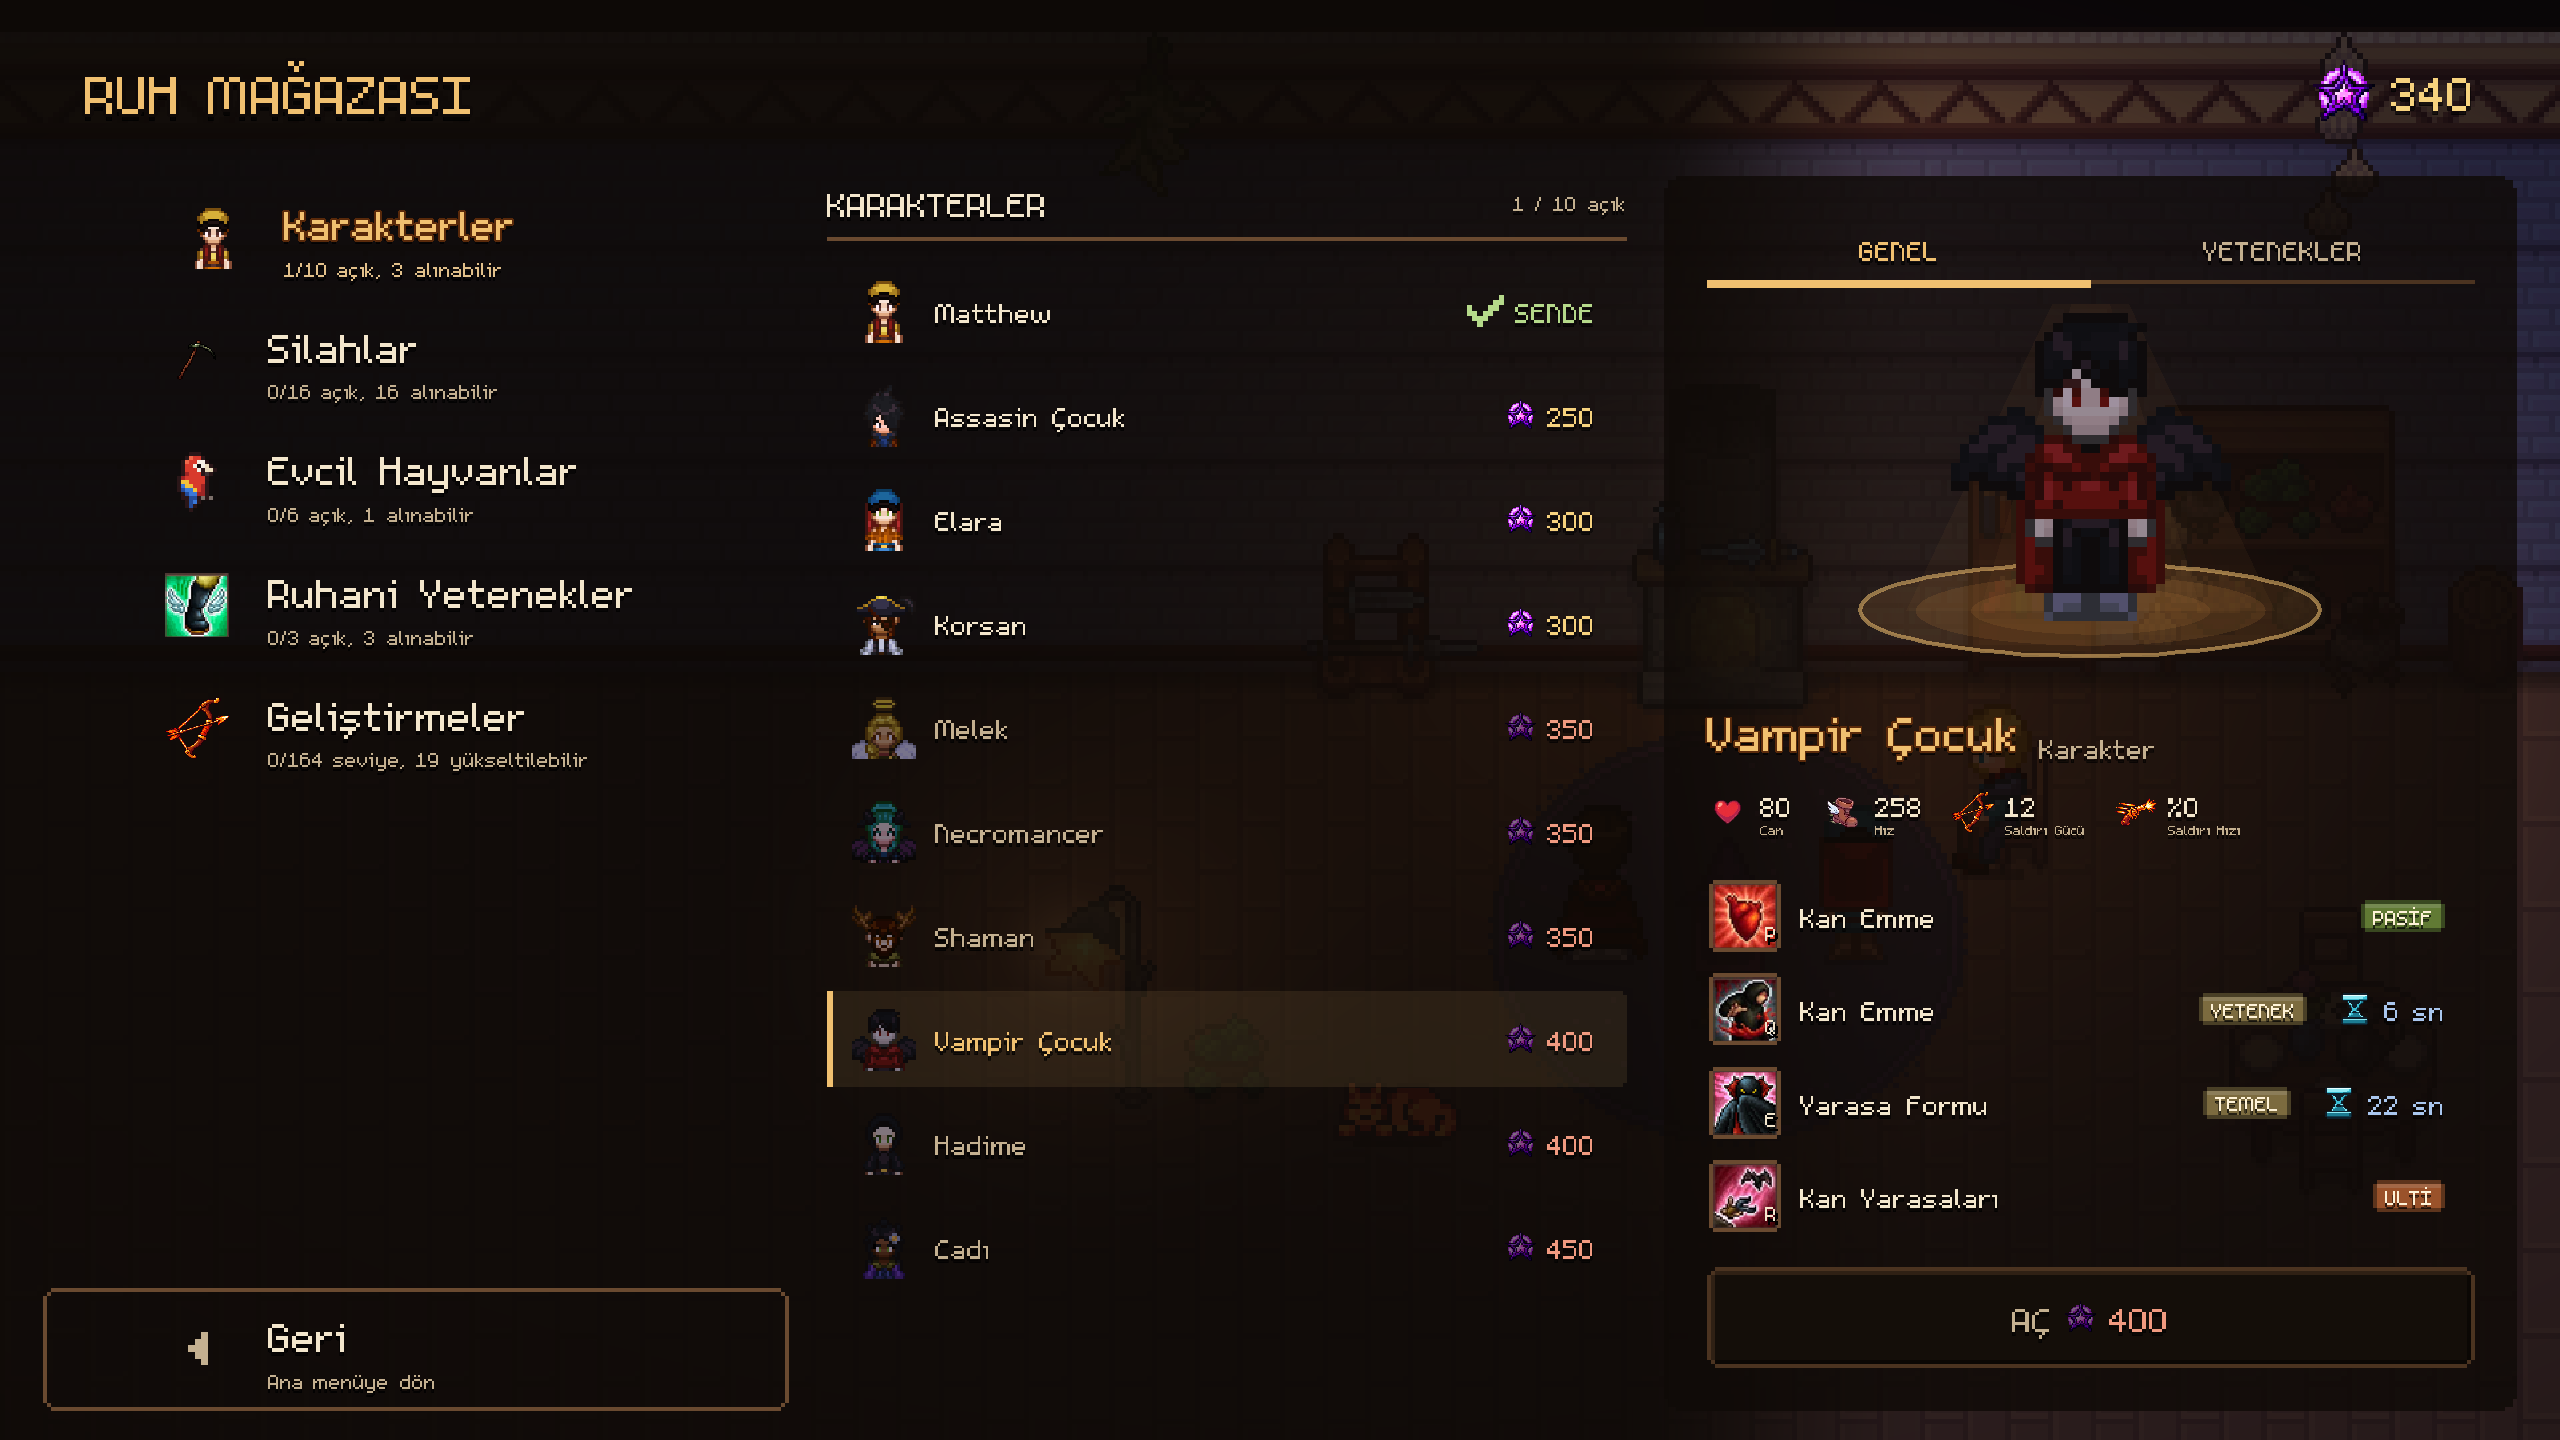 RUH MAĞAZASI
340
Karakterler
1/10 açık, 3 alınabilir
Silahlar
0/16 açık, 16 alınabilir
Evcil Hayvanlar
0/6 açık, 1 alınabilir
Ruhani Yetenekler
0/3 açık, 3 alınabilir
Geliştirmeler
0/164 seviye, 19 yükseltilebilir
Geri
Ana menüye dön
KARAKTERLER
1 / 10 açık
Matthew SENDE
Assasin Çocuk 250
Elara 300
Korsan 300
Melek 350
Necromancer 350
Shaman 350
Vampir Çocuk 400
Hadime 400
Cadı 450
GENEL YETENEKLER
Vampir Çocuk Karakter
80 258 12 %0
Can Hız Saldırı Gücü Saldırı Hızı
P Kan Emme PASİF
Q Kan Emme YETENEK 6 sn
E Yarasa Formu TEMEL 22 sn
R Kan Yarasaları ULTİ
AÇ 400